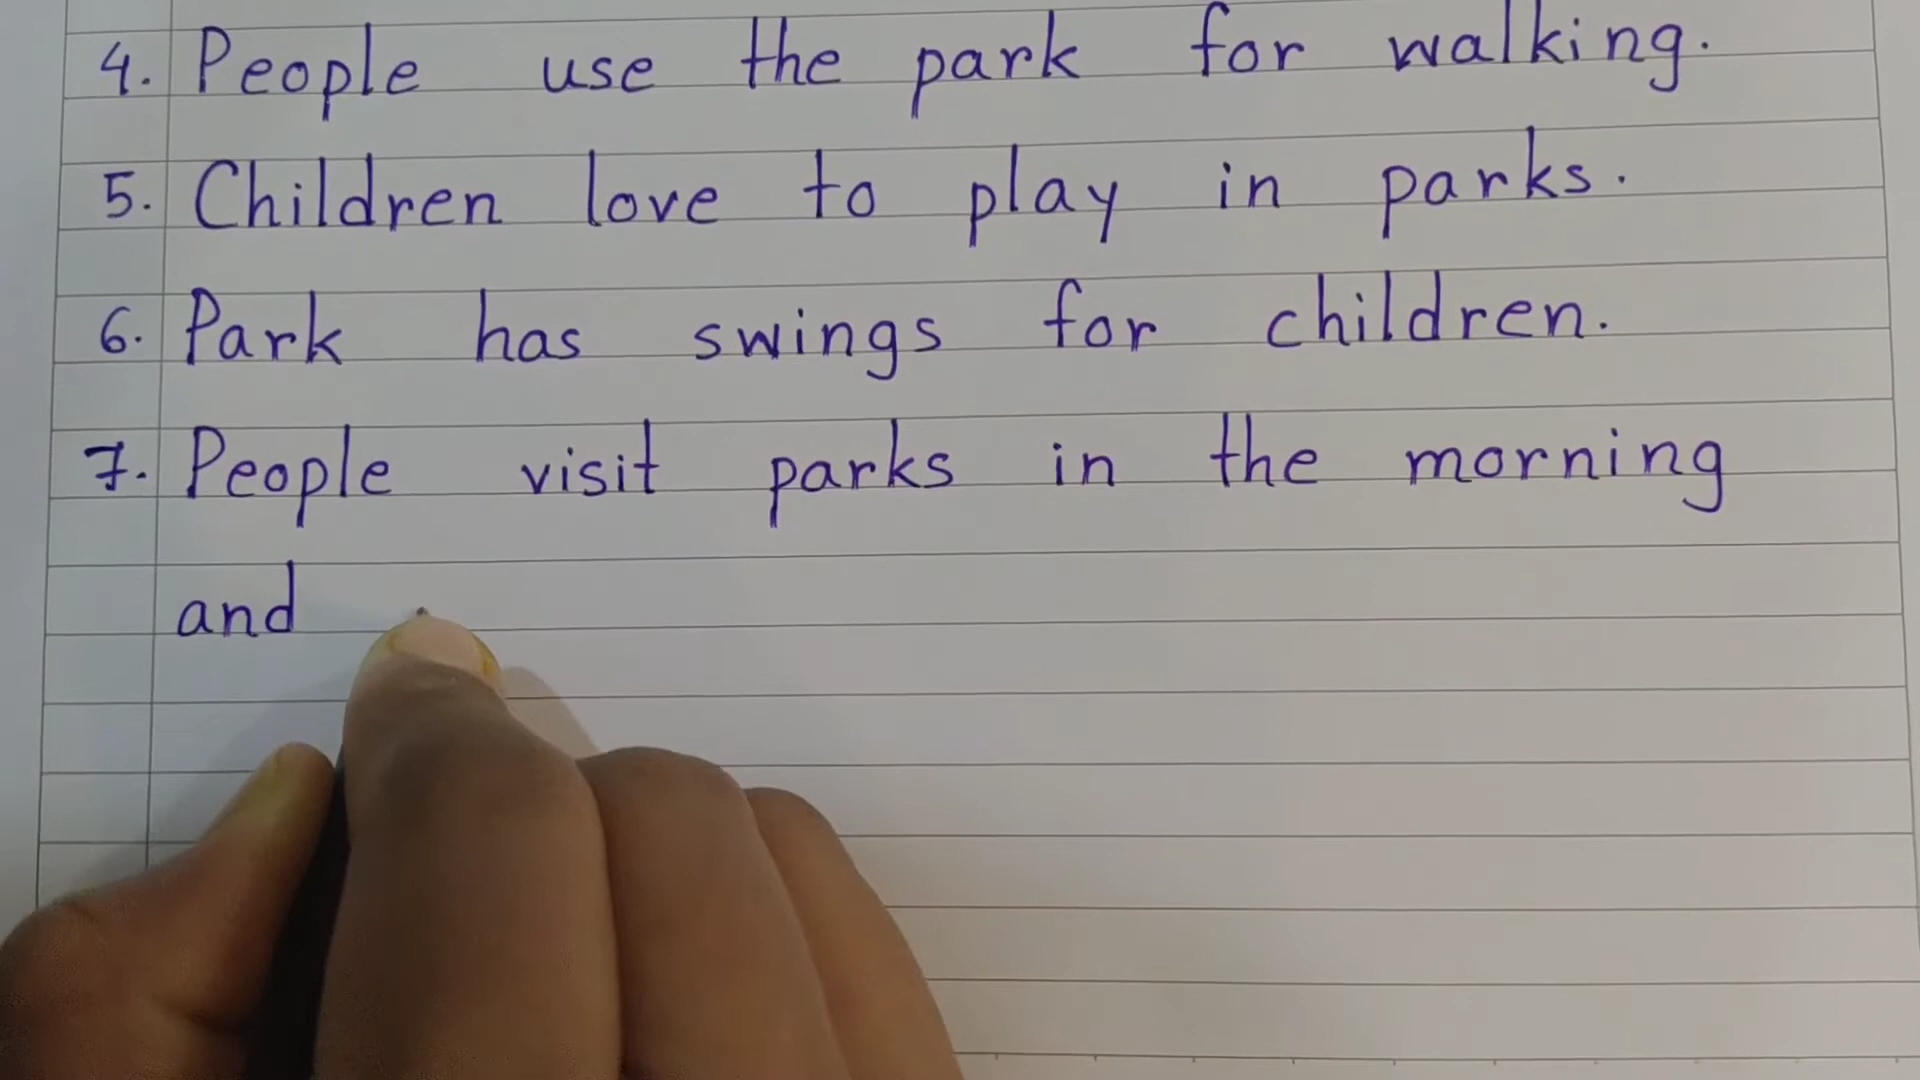 4. People use the park for walking.
5. Children love to play in parks.
6. Park has swings for children.
7. People visit parks in the morning
and